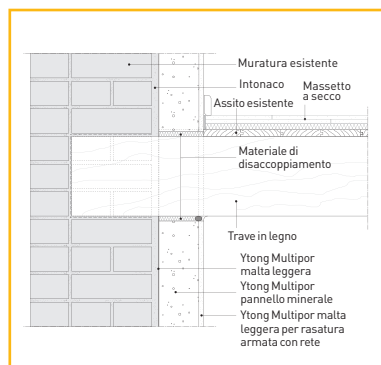 Muratura esistente
Intonaco
Massetto
a secco
Assito esistente
Materiale di
disaccoppiamento
Trave in legno
Ytong Multipor
malta leggera
Ytong Multipor
pannello minerale
Ytong Multipor malta
leggera per rasatura
armata con rete